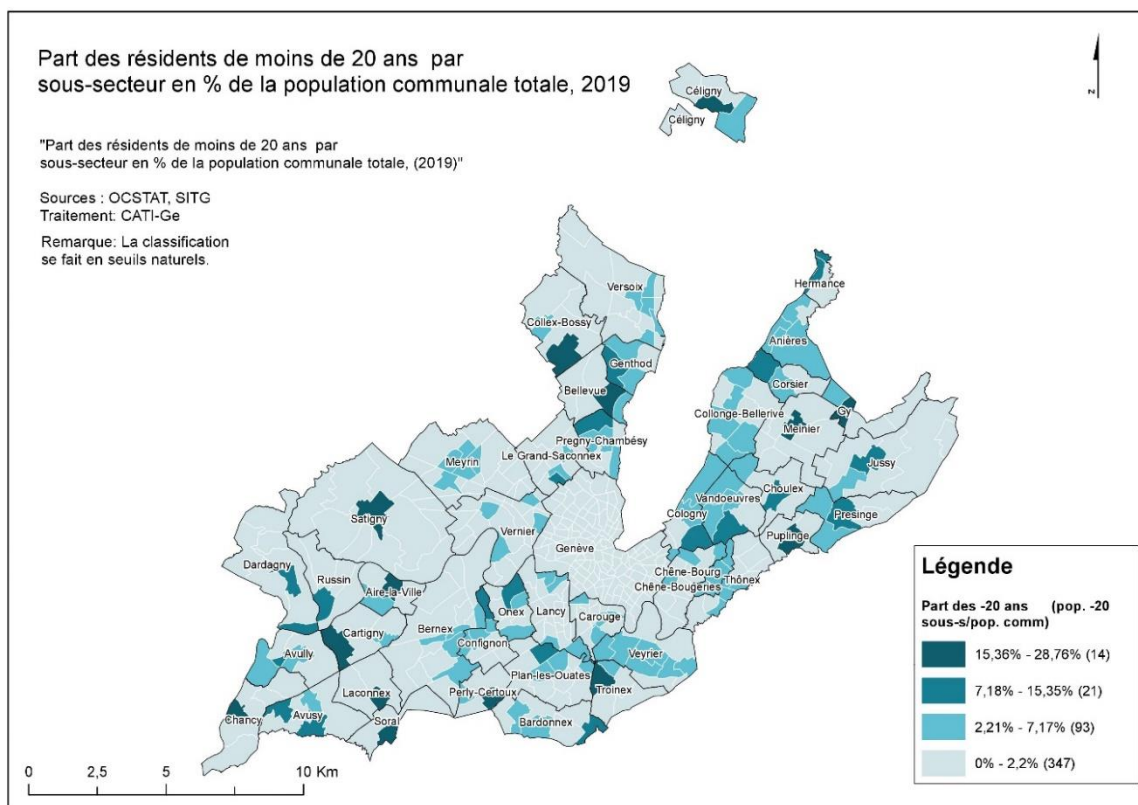 Part des résidents de moins de 20 ans par
sous-secteur en % de la population communale totale, 2019
"Part des résidents de moins de 20 ans par
sous-secteur en % de la population communale totale, (2019)"
Sources : OCSTAT, SITG
Traitement: CATI-Ge
Remarque: La classification
se fait en seuils naturels.
N
Céligny
Céligny
Hermance
Versoix
Collex-Bossy
Anières
Genthod
Corsier
Bellevue
Collonge-Bellerive
Gy
Meinier
Pregny-Chambésy
Le Grand-Saconnex
Meyrin
Jussy
Choulex
Vandoeuvres
Satigny
Cologny
Presinge
Vernier
Puplinge
Genève
Dardagny
Chêne-Bourg
Russin
Thônex
Chêne-Bougeries
Aire-la-Ville
Onex
Lancy
Carouge
Cartigny
Bernex
Confignon
Avully
Veyrier
Plan-les-Ouates
Laconnex
Perly-Certoux
Troinex
Chancy
Avusy
Soral
Bardonnex
Légende
Part des -20 ans (pop. -20
sous-s/pop. comm)
15,36% - 28,76% (14)
7,18% - 15,35% (21)
2,21% - 7,17% (93)
0% - 2,2% (347)
0 2,5 5 10 Km